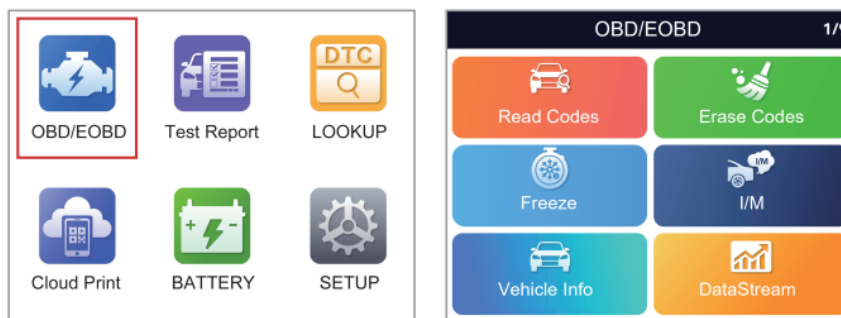 DTC
OBD/EOBD Test Report LOOKUP
Cloud Print BATTERY SETUP
OBD/EOBD
Read Codes Erase Codes
I/M
Freeze I/M
Vehicle Info DataStream